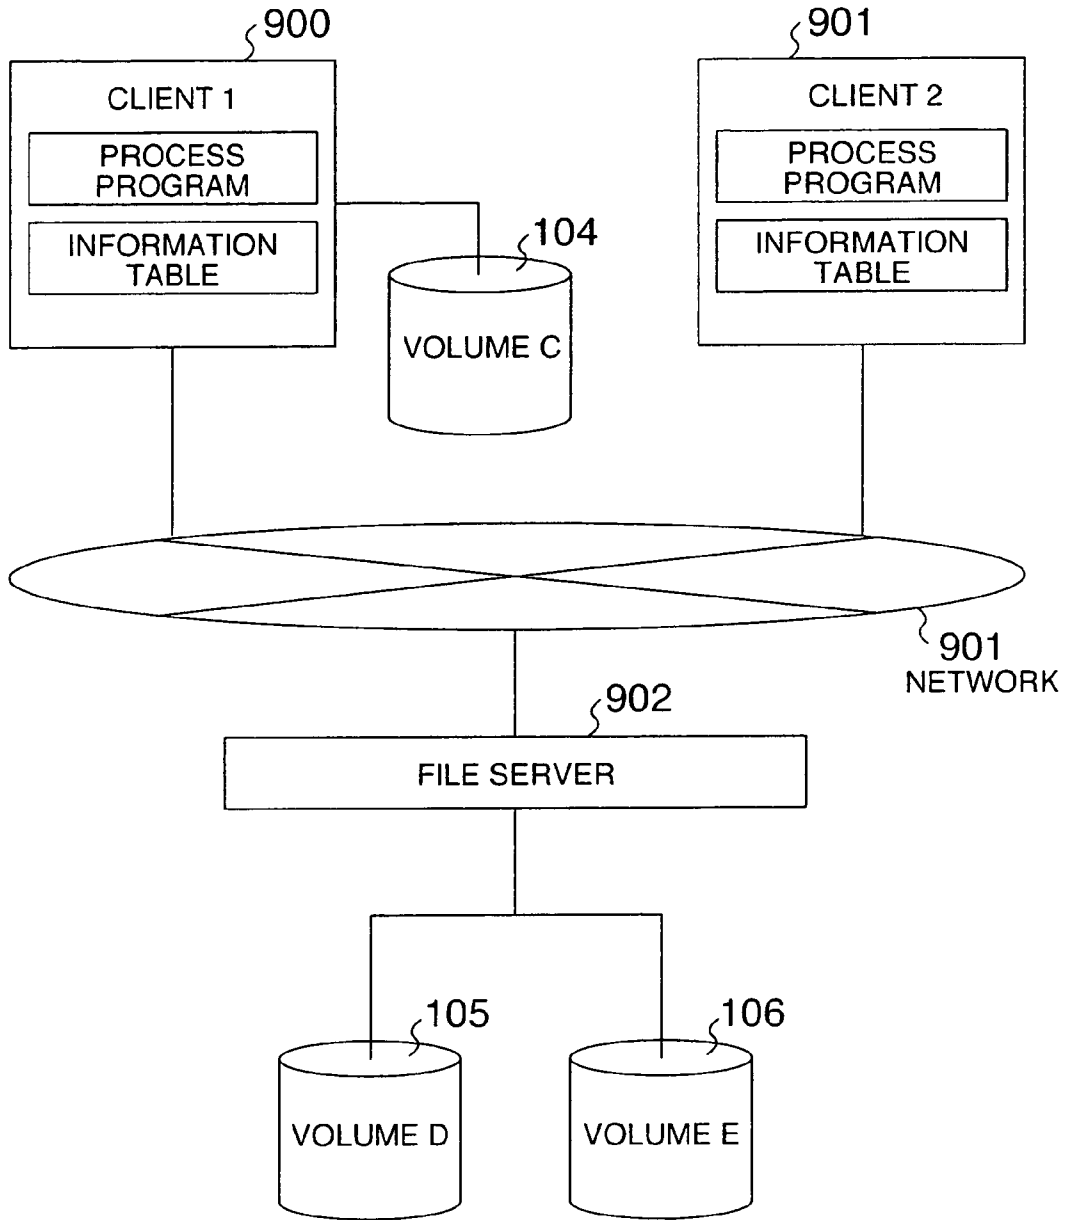 900
CLIENT 1
PROCESS
PROGRAM
INFORMATION
TABLE
901
CLIENT 2
PROCESS
PROGRAM
INFORMATION
TABLE
104
VOLUME C
901
NETWORK
902
FILE SERVER
105
VOLUME D
106
VOLUME E